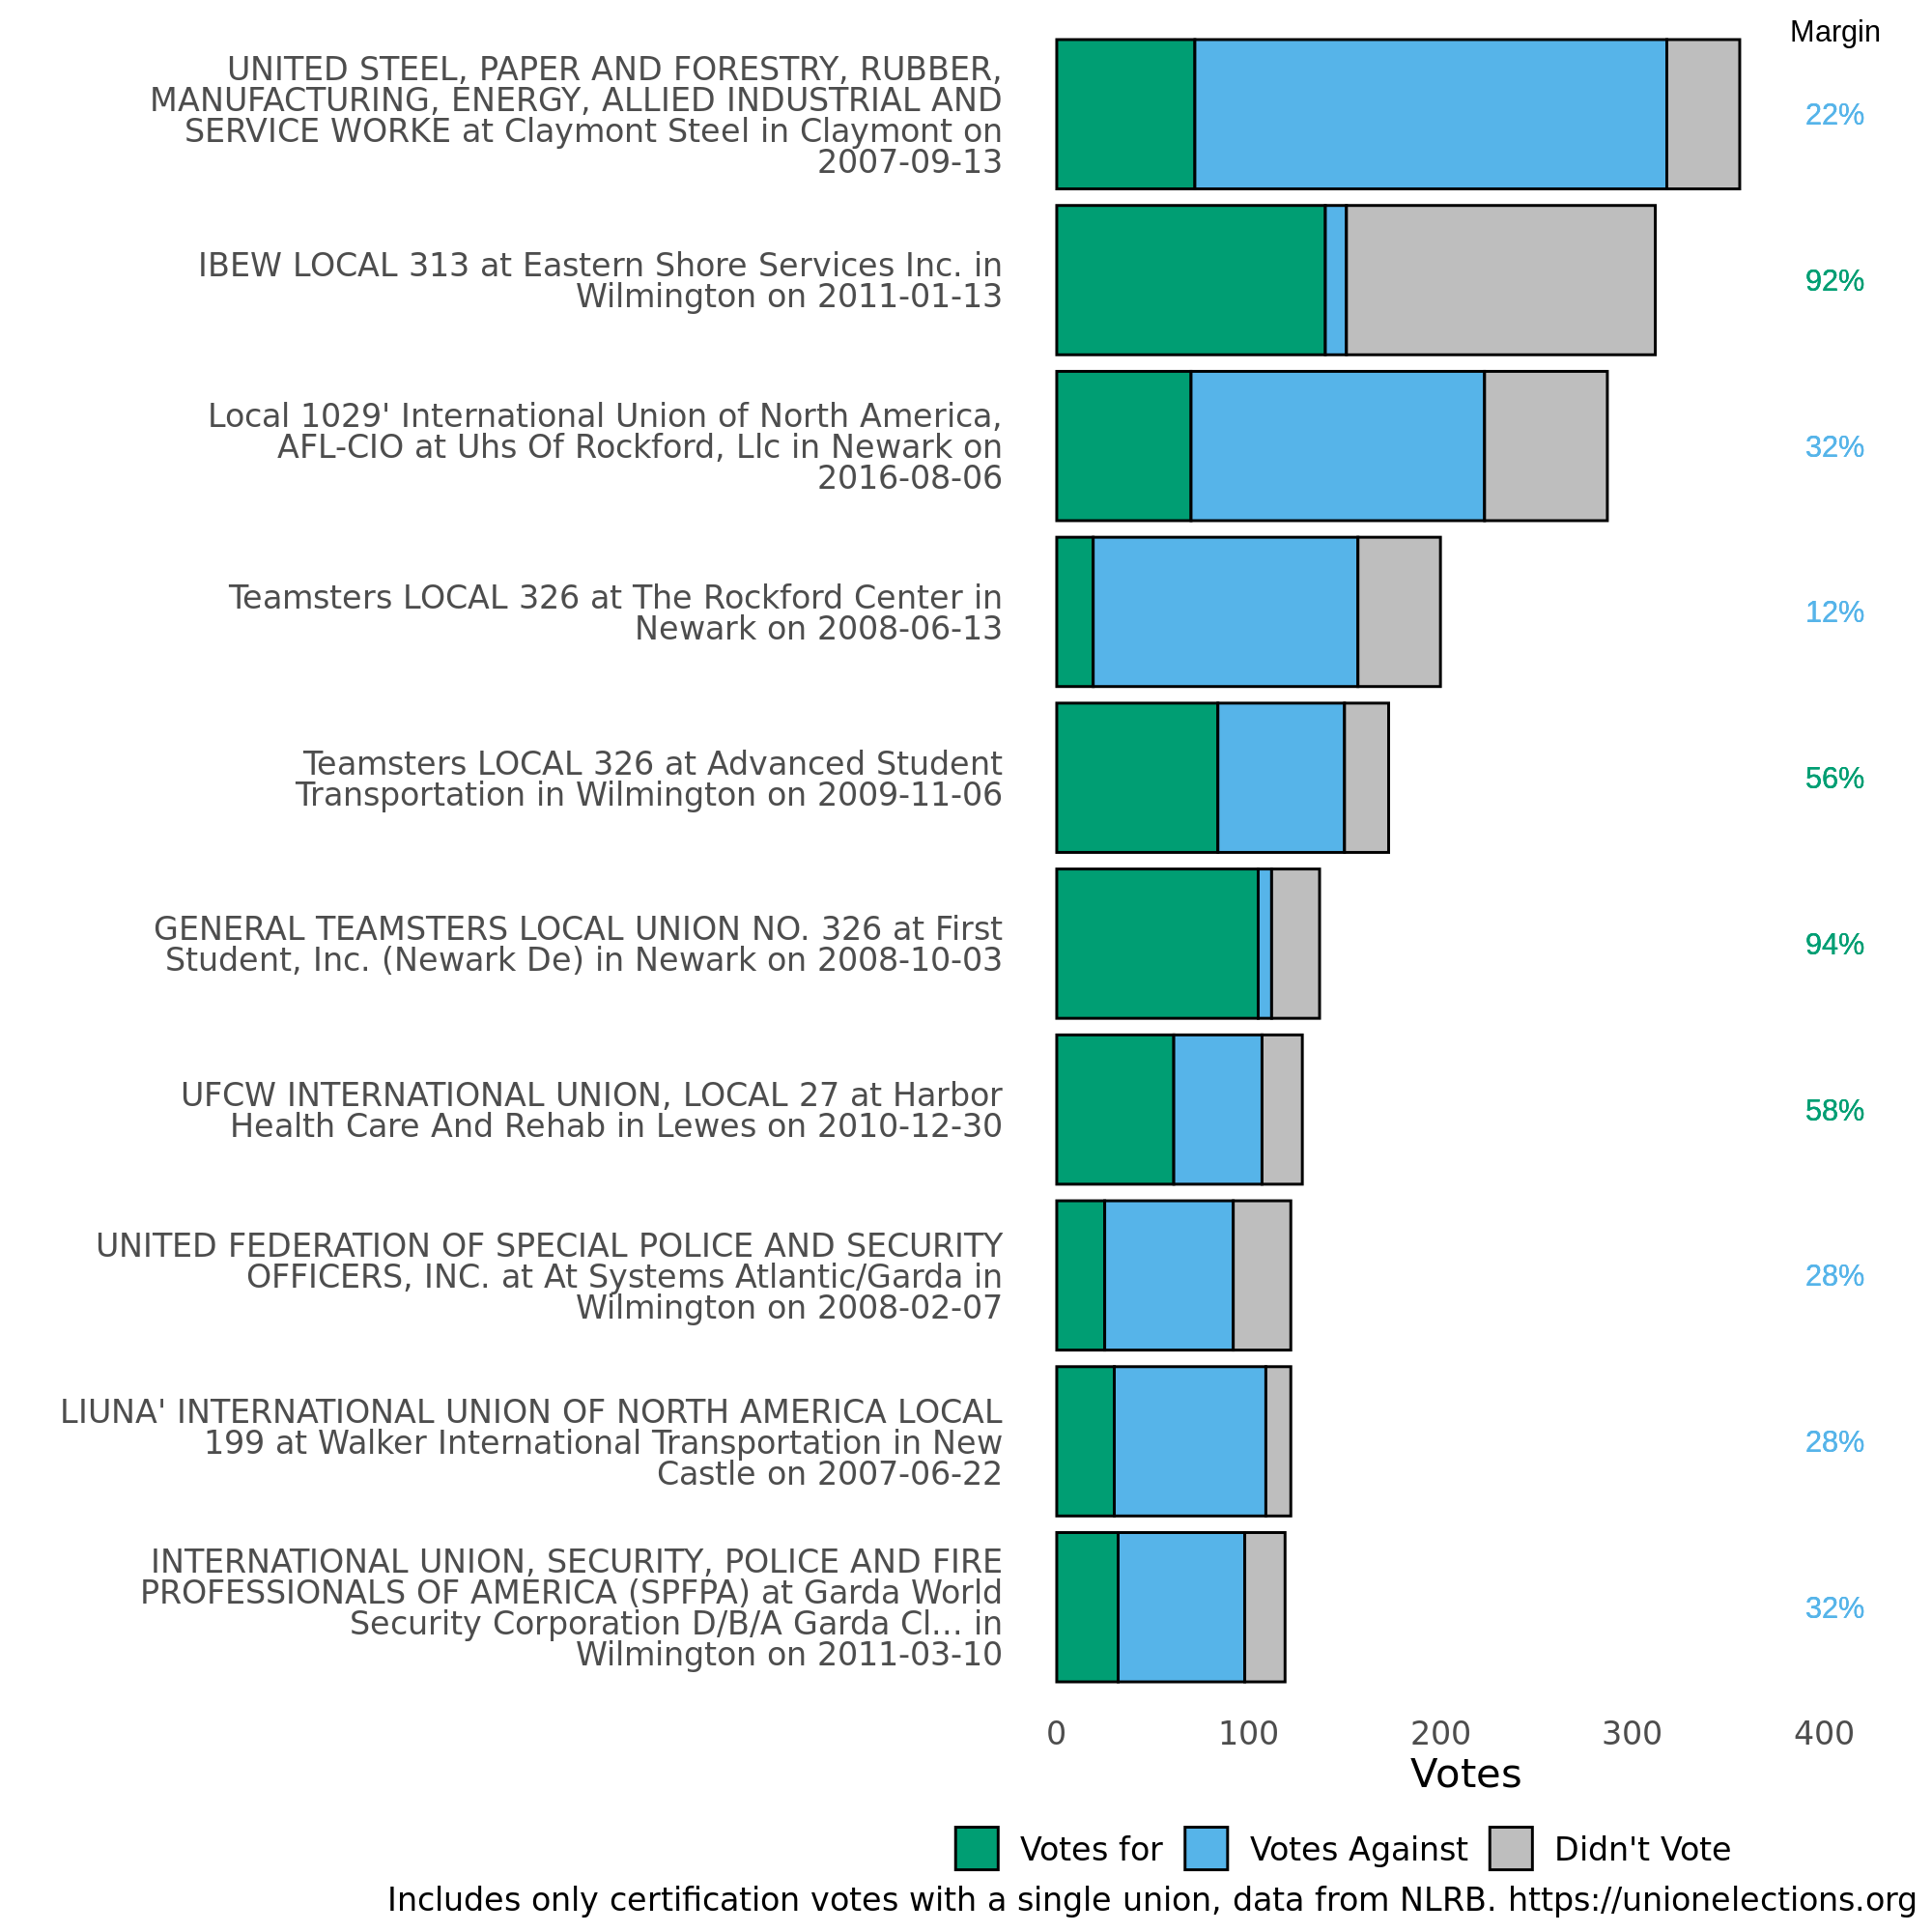 Margin
UNITED STEEL, PAPER AND FORESTRY, RUBBER,
MANUFACTURING, ENERGY, ALLIED INDUSTRIAL AND
SERVICE WORKE at Claymont Steel in Claymont on
2007-09-13
22%
IBEW LOCAL 313 at Eastern Shore Services Inc. in
Wilmington on 2011-01-13
92%
Local 1029' International Union of North America,
AFL-CIO at Uhs Of Rockford, Llc in Newark on
2016-08-06
32%
Teamsters LOCAL 326 at The Rockford Center in
Newark on 2008-06-13
12%
Teamsters LOCAL 326 at Advanced Student
Transportation in Wilmington on 2009-11-06
56%
GENERAL TEAMSTERS LOCAL UNION NO. 326 at First
Student, Inc. (Newark De) in Newark on 2008-10-03
94%
UFCW INTERNATIONAL UNION, LOCAL 27 at Harbor
Health Care And Rehab in Lewes on 2010-12-30
58%
UNITED FEDERATION OF SPECIAL POLICE AND SECURITY
OFFICERS, INC. at At Systems Atlantic/Garda in
Wilmington on 2008-02-07
28%
LIUNA' INTERNATIONAL UNION OF NORTH AMERICA LOCAL
199 at Walker International Transportation in New
Castle on 2007-06-22
28%
INTERNATIONAL UNION, SECURITY, POLICE AND FIRE
PROFESSIONALS OF AMERICA (SPFPA) at Garda World
Security Corporation D/B/A Garda Cl... in
Wilmington on 2011-03-10
32%
0 100 200 300 400
Votes
Votes for Votes Against Didn't Vote
Includes only certification votes with a single union, data from NLRB. https://unionelections.org